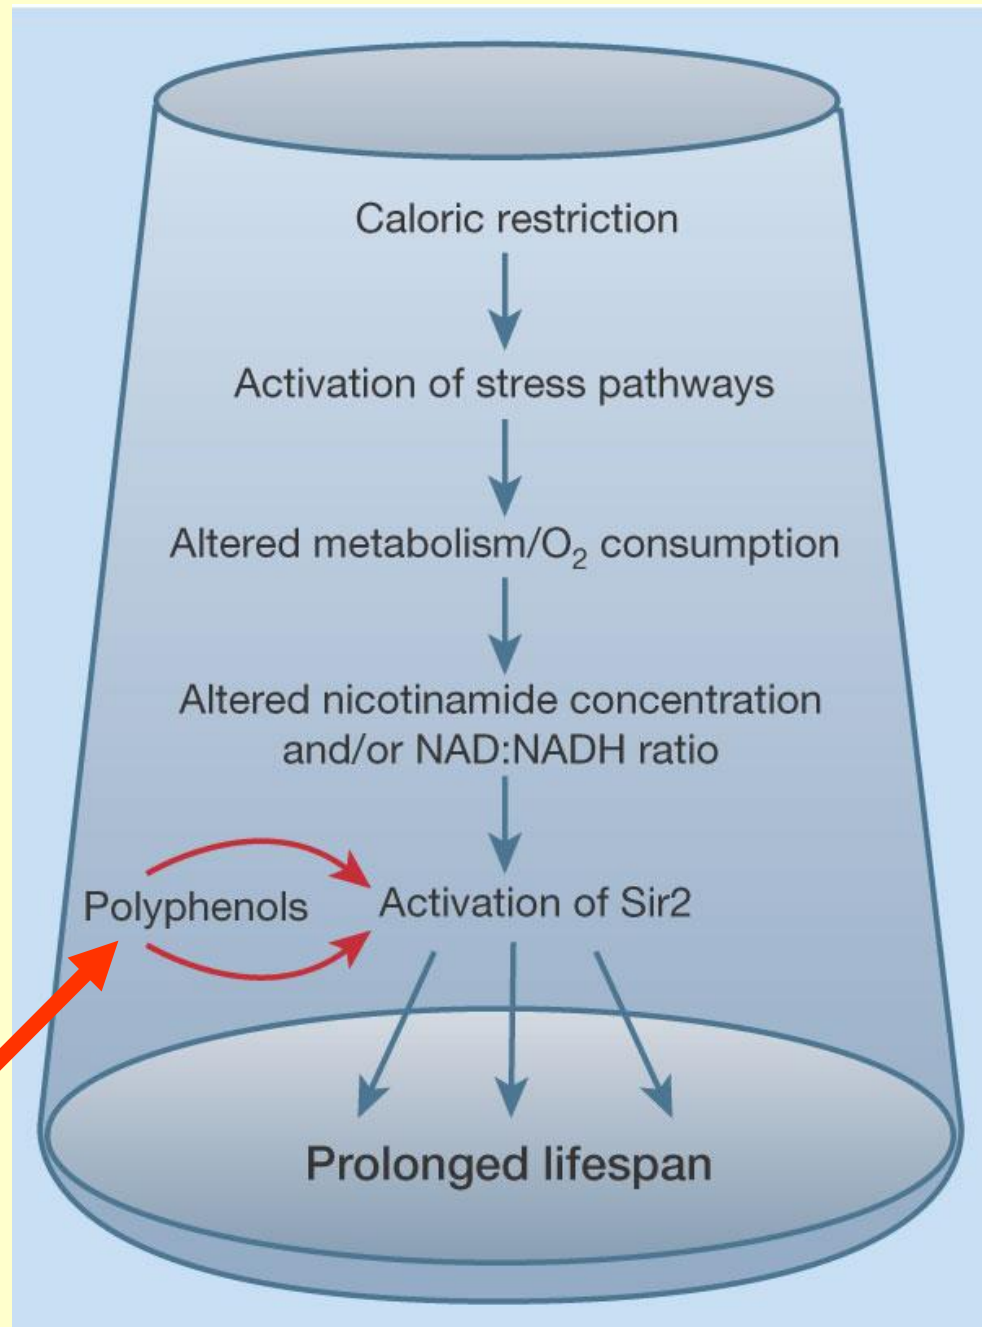 Caloric restriction
Activation of stress pathways
Altered metabolism/O₂ consumption
Altered nicotinamide concentration
and/or NAD:NADH ratio
Polyphenols
Activation of Sir2
Prolonged lifespan